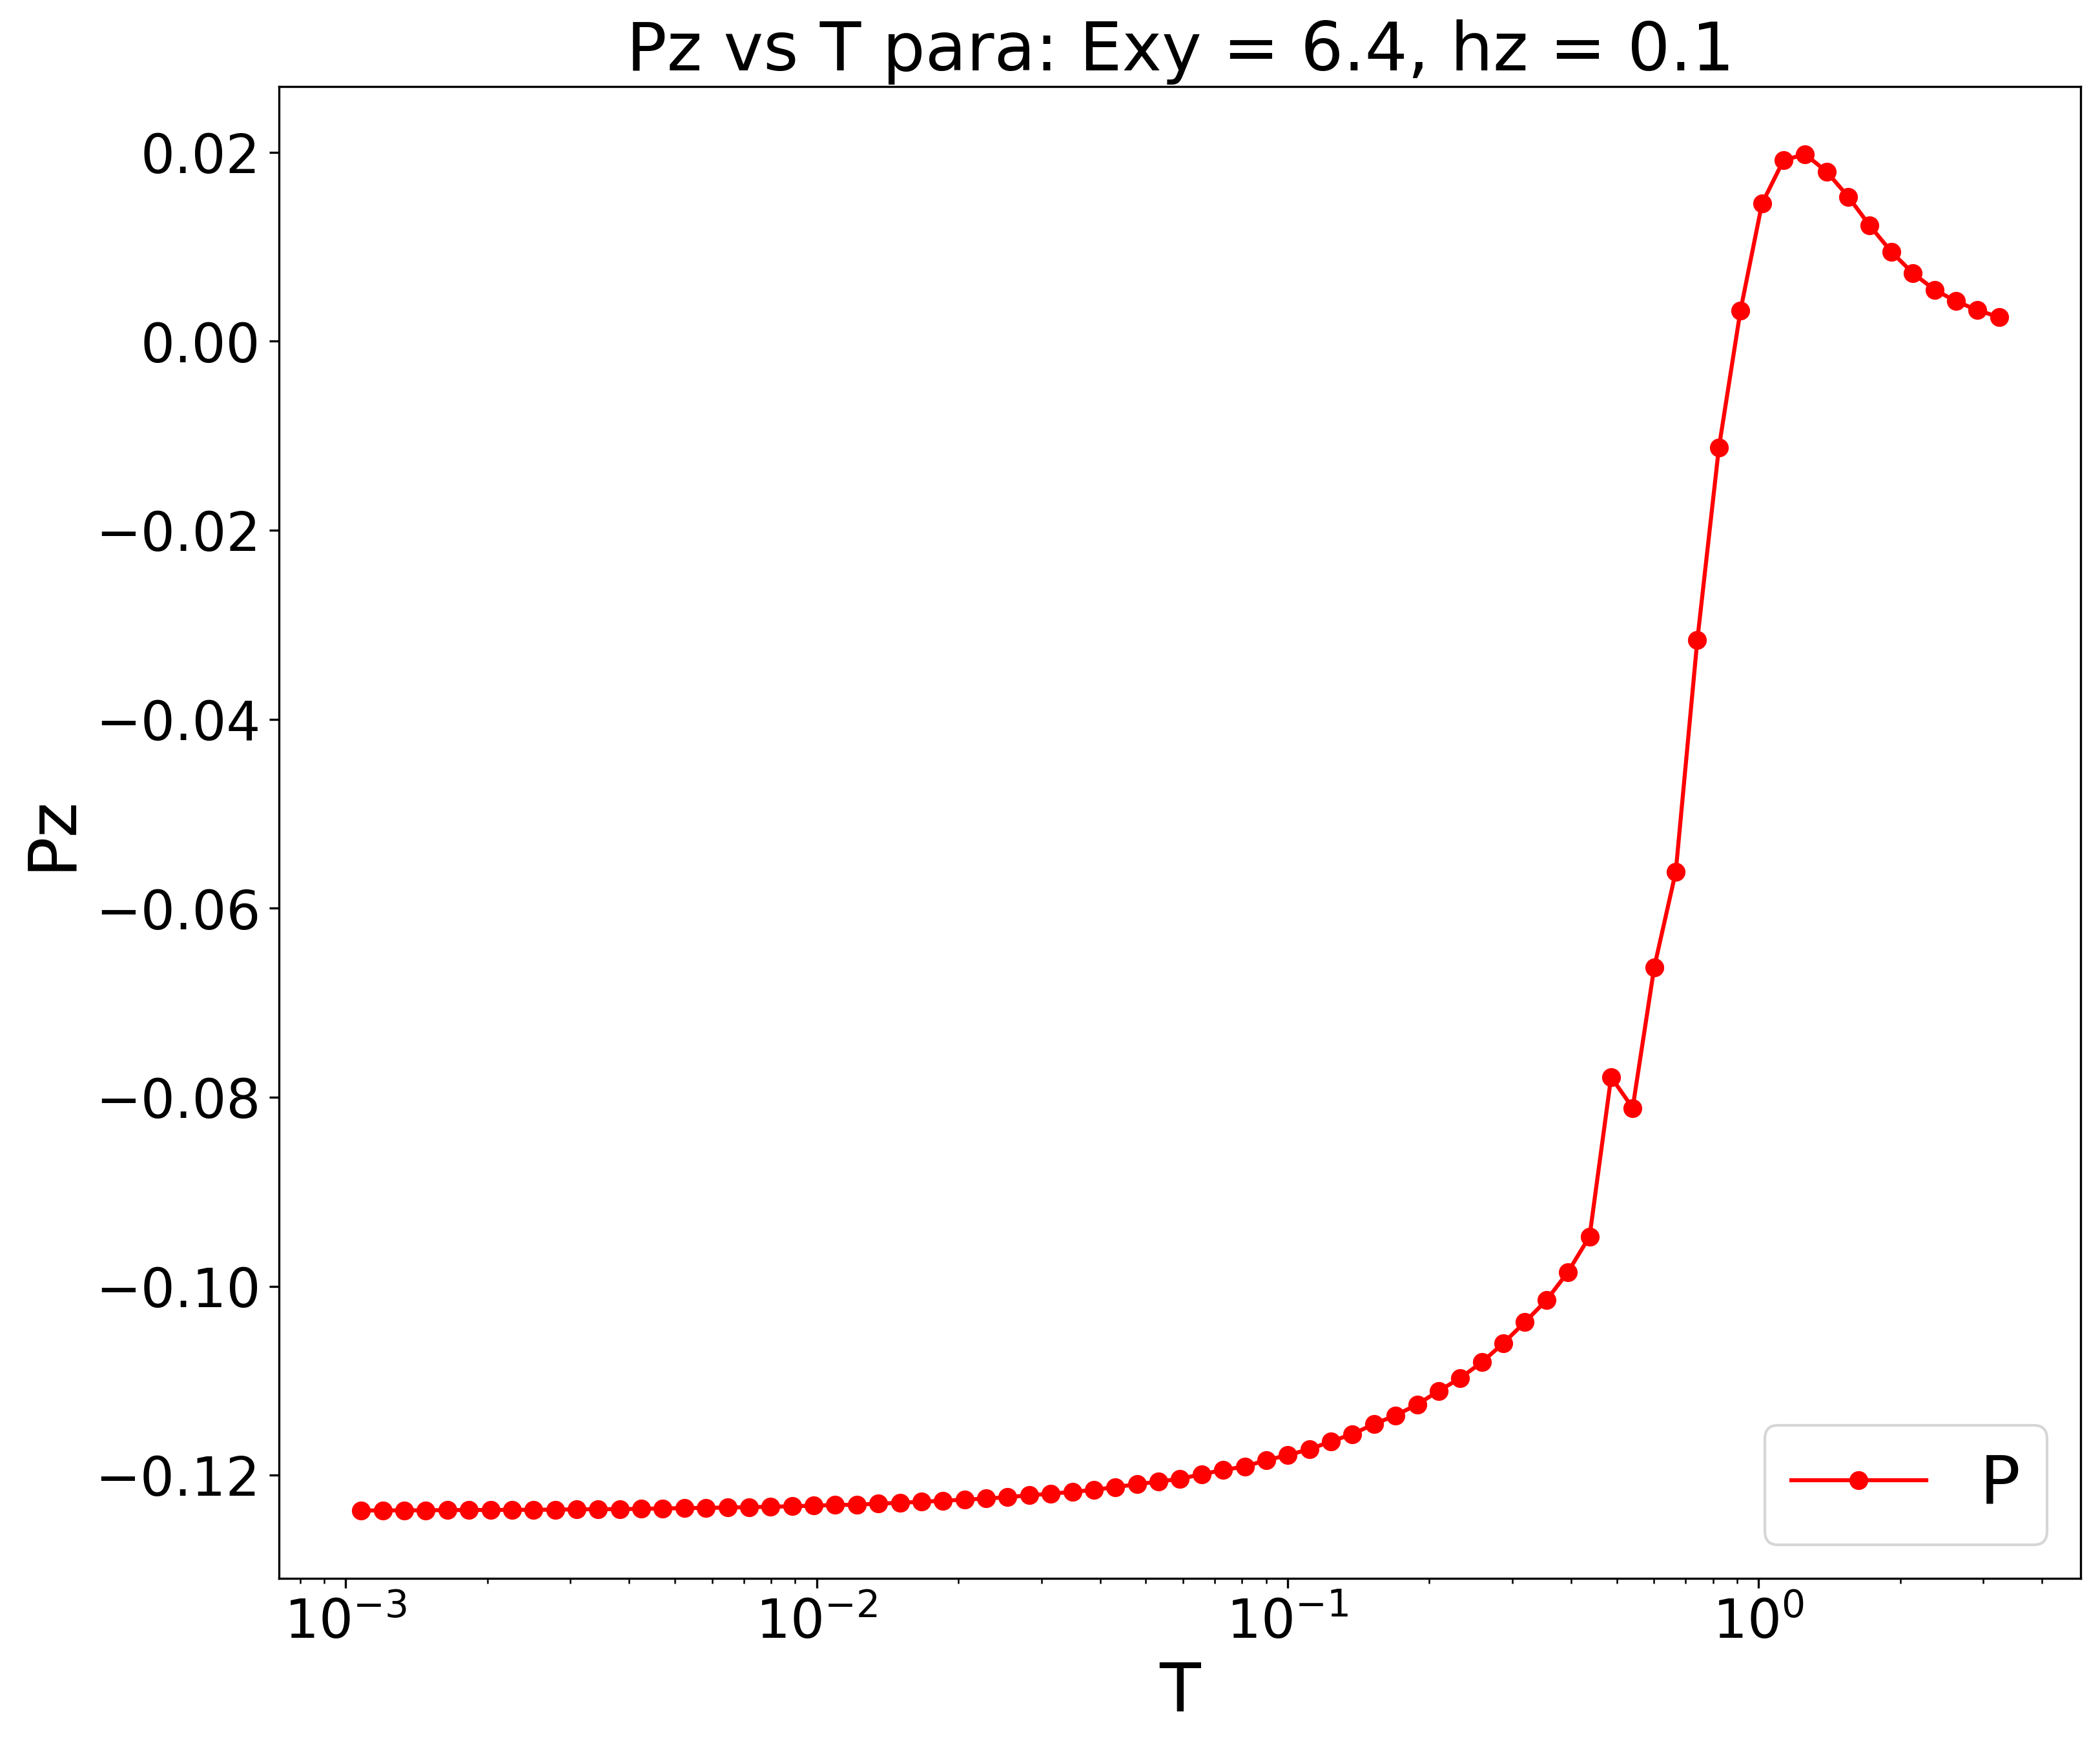 Pz vs T para: Exy = 6.4, hz = 0.1
0.02
0.00
−0.02
−0.04
−0.06
−0.08
−0.10
−0.12
Pz
P
10⁻³ 10⁻² 10⁻¹ 10⁰
T